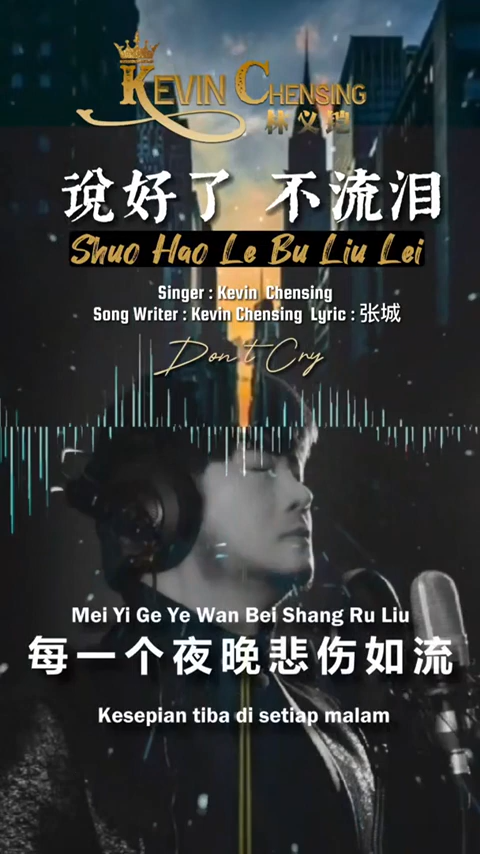 KEVIN CHENSING
林义铠
說好了 不流泪
Shuo Hao Le Bu Liu Lei
Singer : Kevin Chensing
Song Writer : Kevin Chensing Lyric : 张城
Don't Cry
Mei Yi Ge Ye Wan Bei Shang Ru Liu
每一个夜晚悲伤如流
Kesepian tiba di setiap malam